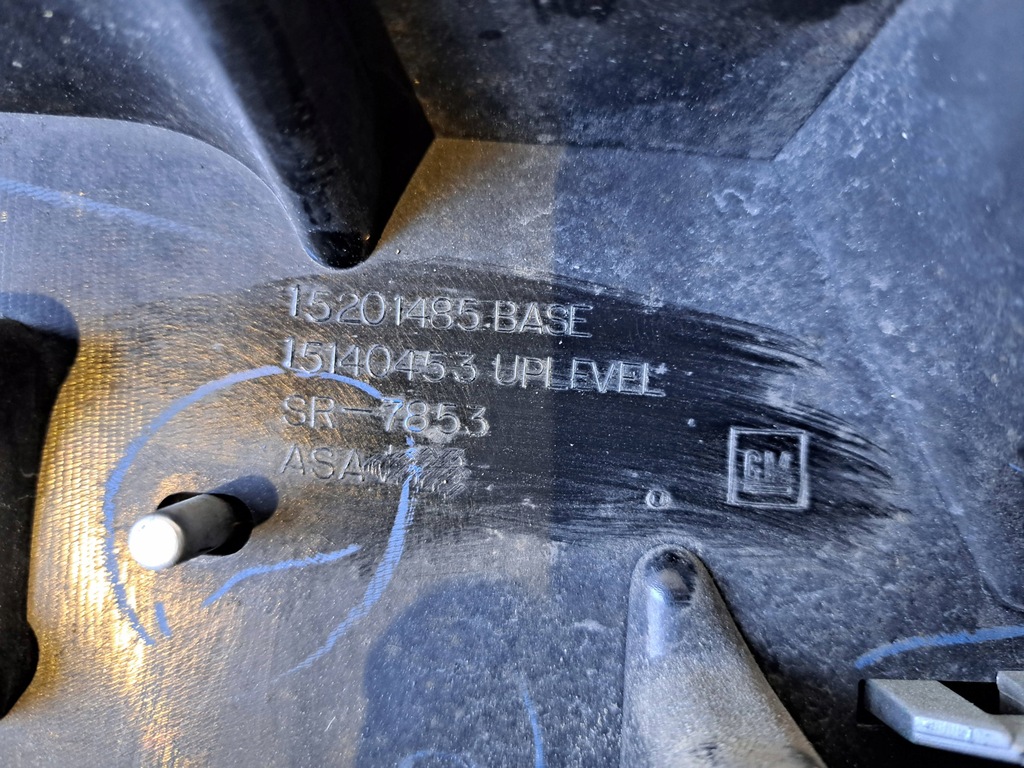 15201485 BASE
15140453 UPLEVEL
SR-7853
ASA
GM